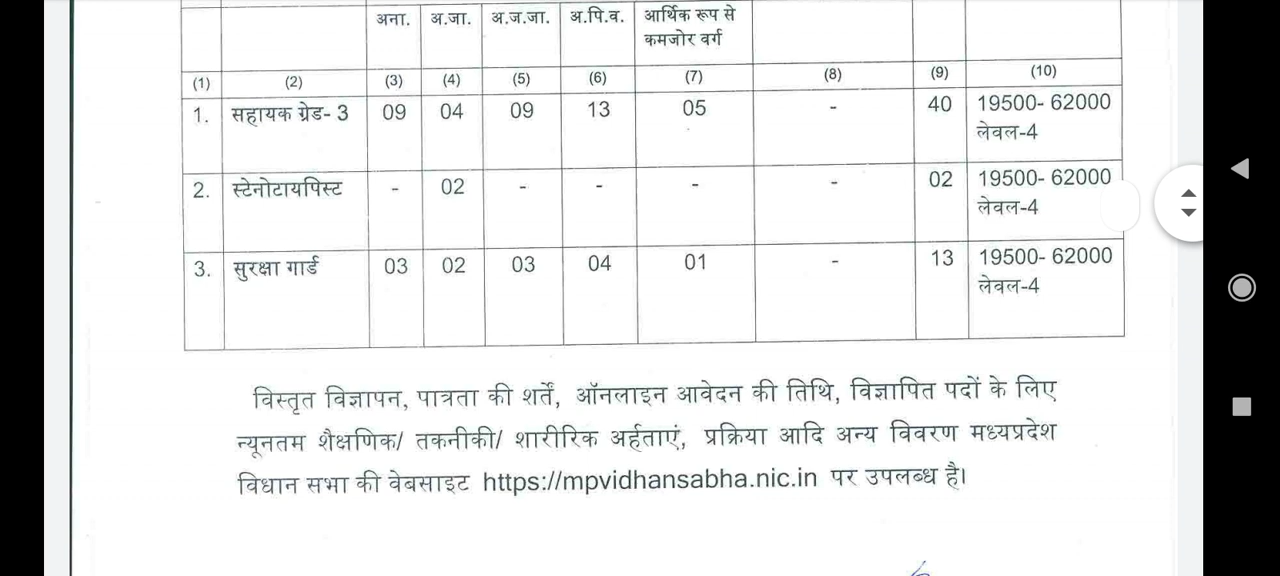 अना. अ.जा. अ.ज.जा. अ.पि.व. आर्थिक रूप से
कमजोर वर्ग
(1) (2) (3) (4) (5) (6) (7) (8) (9) (10)
1. सहायक ग्रेड- 3 09 04 09 13 05 - 40 19500- 62000
लेवल-4
2. स्टेनोटायपिस्ट - 02 - - - - 02 19500- 62000
लेवल-4
3. सुरक्षा गार्ड 03 02 03 04 01 - 13 19500- 62000
लेवल-4
विस्तृत विज्ञापन, पात्रता की शर्तें, ऑनलाइन आवेदन की तिथि, विज्ञापित पदों के लिए
न्यूनतम शैक्षणिक/ तकनीकी/ शारीरिक अर्हताएं, प्रक्रिया आदि अन्य विवरण मध्यप्रदेश
विधान सभा की वेबसाइट https://mpvidhansabha.nic.in पर उपलब्ध है।